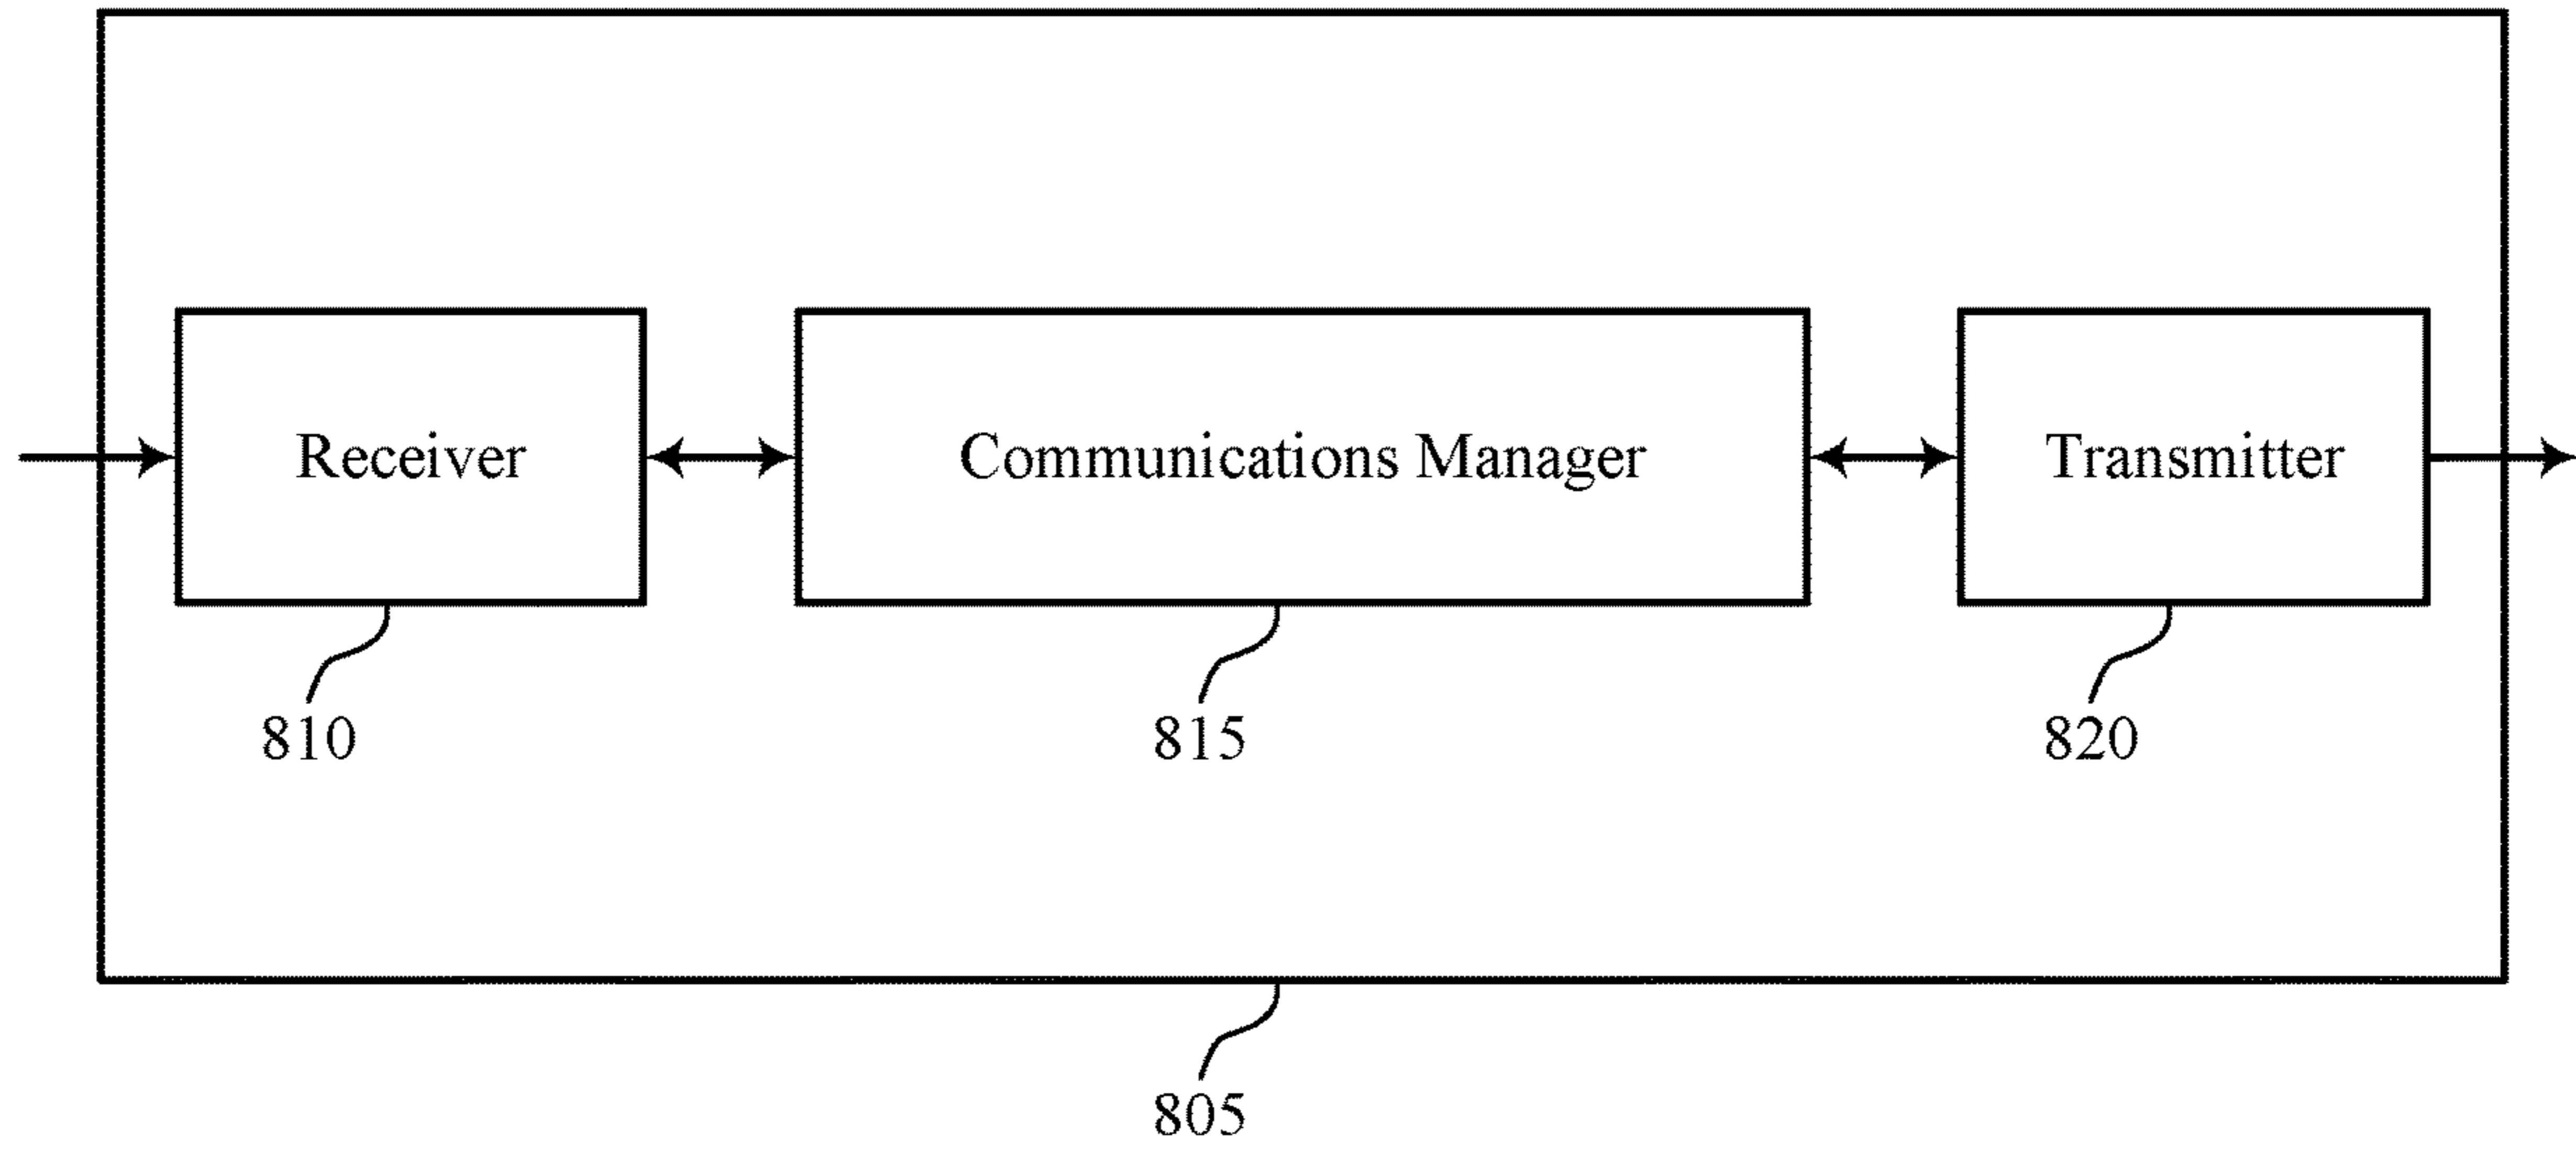 Receiver
Communications Manager
Transmitter
810
815
820
805